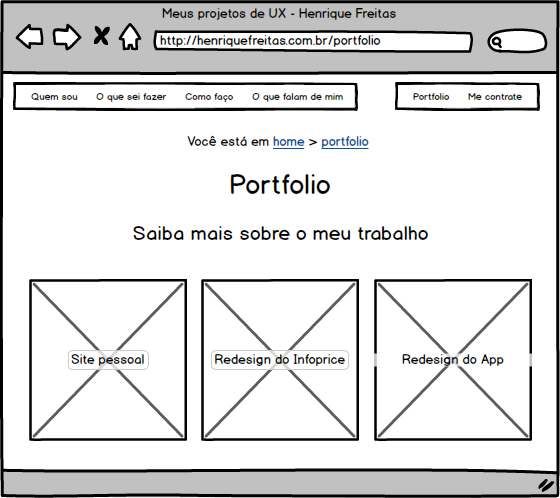 Meus projetos de UX - Henrique Freitas
http://henriquefreitas.com.br/portfolio
Quem sou O que sei fazer Como faço O que falam de mim
Portfolio Me contrate
Você está em home > portfolio
Portfolio
Saiba mais sobre o meu trabalho
Site pessoal
Redesign do Infoprice
Redesign do App